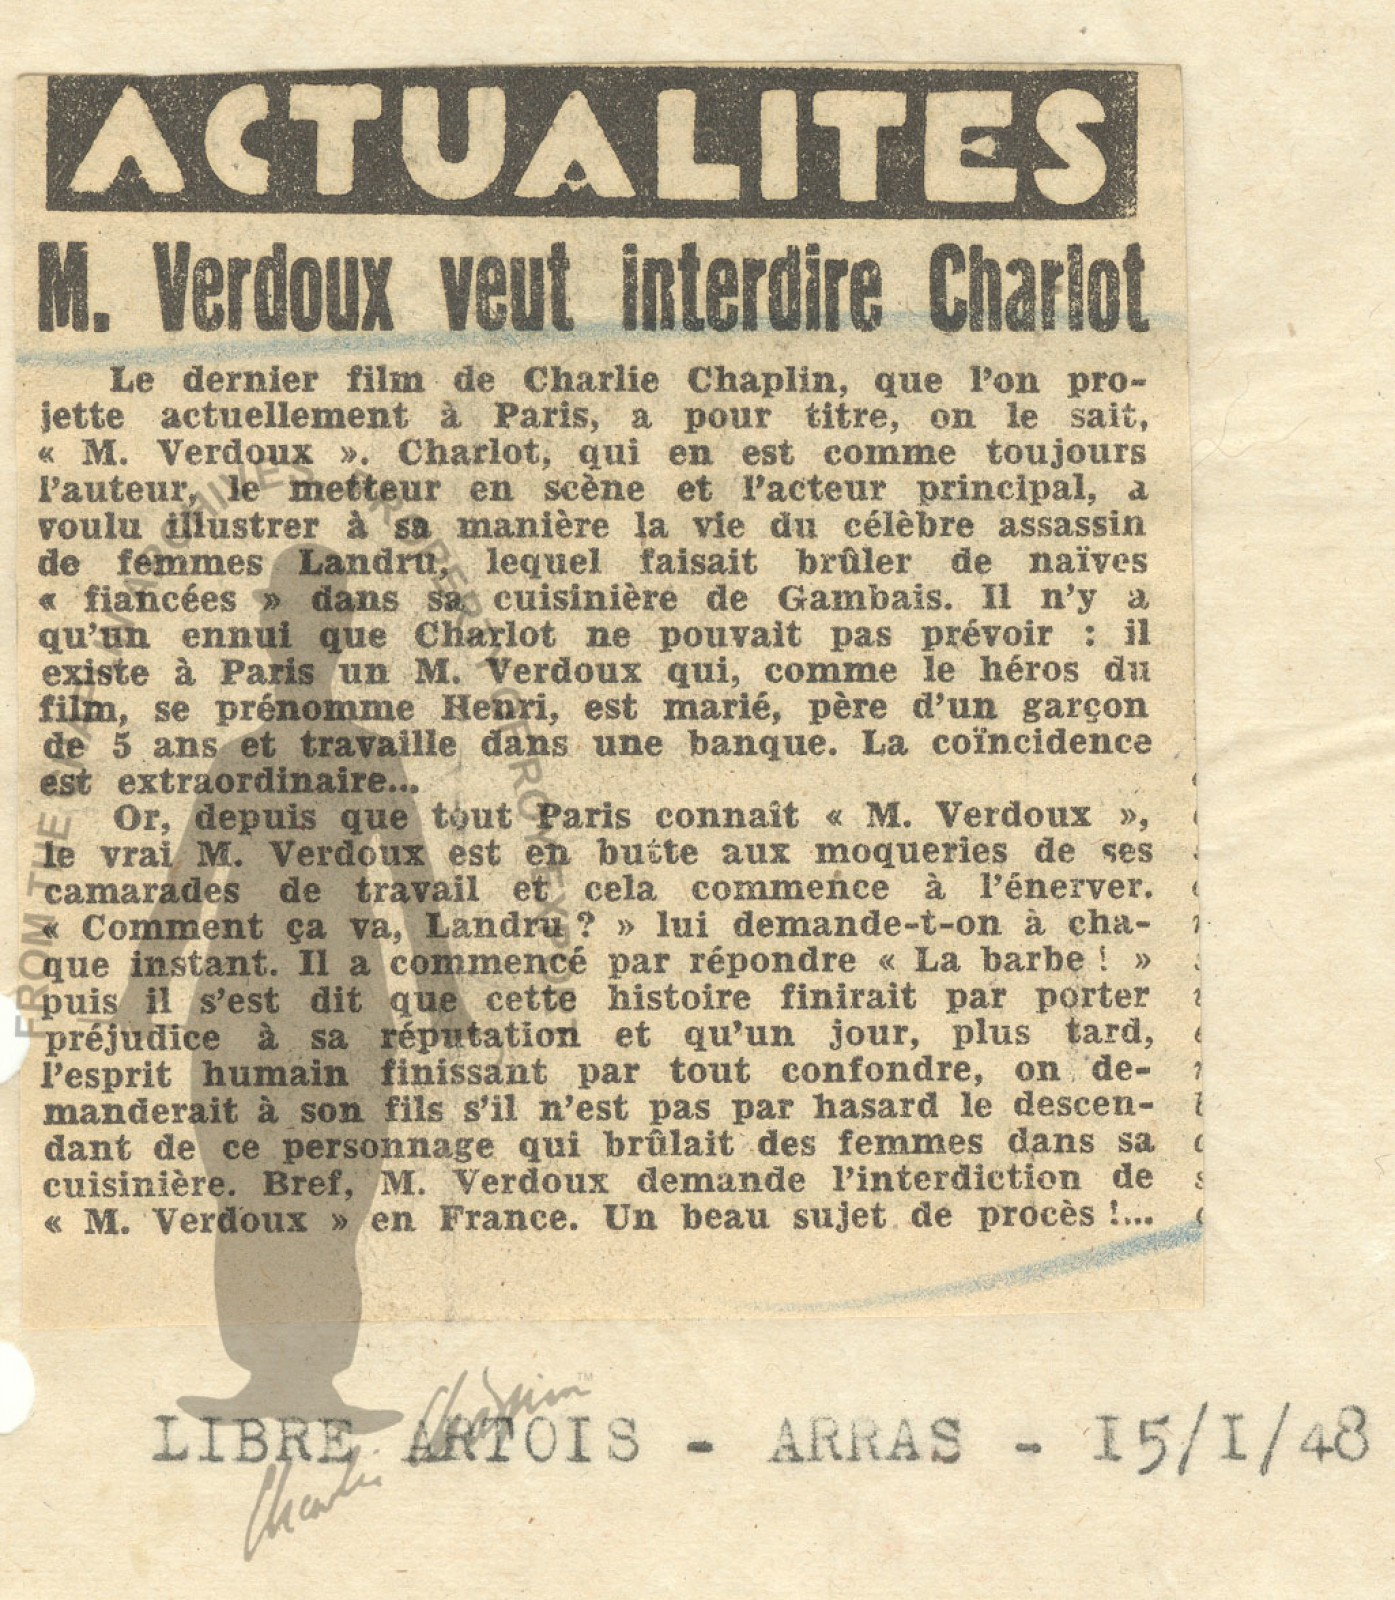 ACTUALITES
M. Verdoux veut interdire Charlot
Le dernier film de Charlie Chaplin, que l'on pro-
jette actuellement à Paris, a pour titre, on le sait,
« M. Verdoux ». Charlot, qui en est comme toujours
l'auteur, le metteur en scène et l'acteur principal, a
voulu illustrer à sa manière la vie du célèbre assassin
de femmes Landru, lequel faisait brûler de naïves
« fiancées » dans sa cuisinière de Gambais. Il n'y a
qu'un ennui que Charlot ne pouvait pas prévoir : il
existe à Paris un M. Verdoux qui, comme le héros du
film, se prénomme Henri, est marié, père d'un garçon
de 5 ans et travaille dans une banque. La coïncidence
est extraordinaire...
Or, depuis que tout Paris connaît « M. Verdoux »,
le vrai M. Verdoux est en butte aux moqueries de ses
camarades de travail et cela commence à l'énerver.
« Comment ça va, Landru ? » lui demande-t-on à cha-
que instant. Il a commencé par répondre « La barbe ! »
puis il s'est dit que cette histoire finirait par porter
préjudice à sa réputation et qu'un jour, plus tard,
l'esprit humain finissant par tout confondre, on de-
manderait à son fils s'il n'est pas par hasard le descen-
dant de ce personnage qui brûlait des femmes dans sa
cuisinière. Bref, M. Verdoux demande l'interdiction de
« M. Verdoux » en France. Un beau sujet de procès !...
LIBRE ARTOIS - ARRAS - 15/I/48
Charlie Chaplin™
FROM THE ARCHIVES PROPERTY OF ROY EXPORT